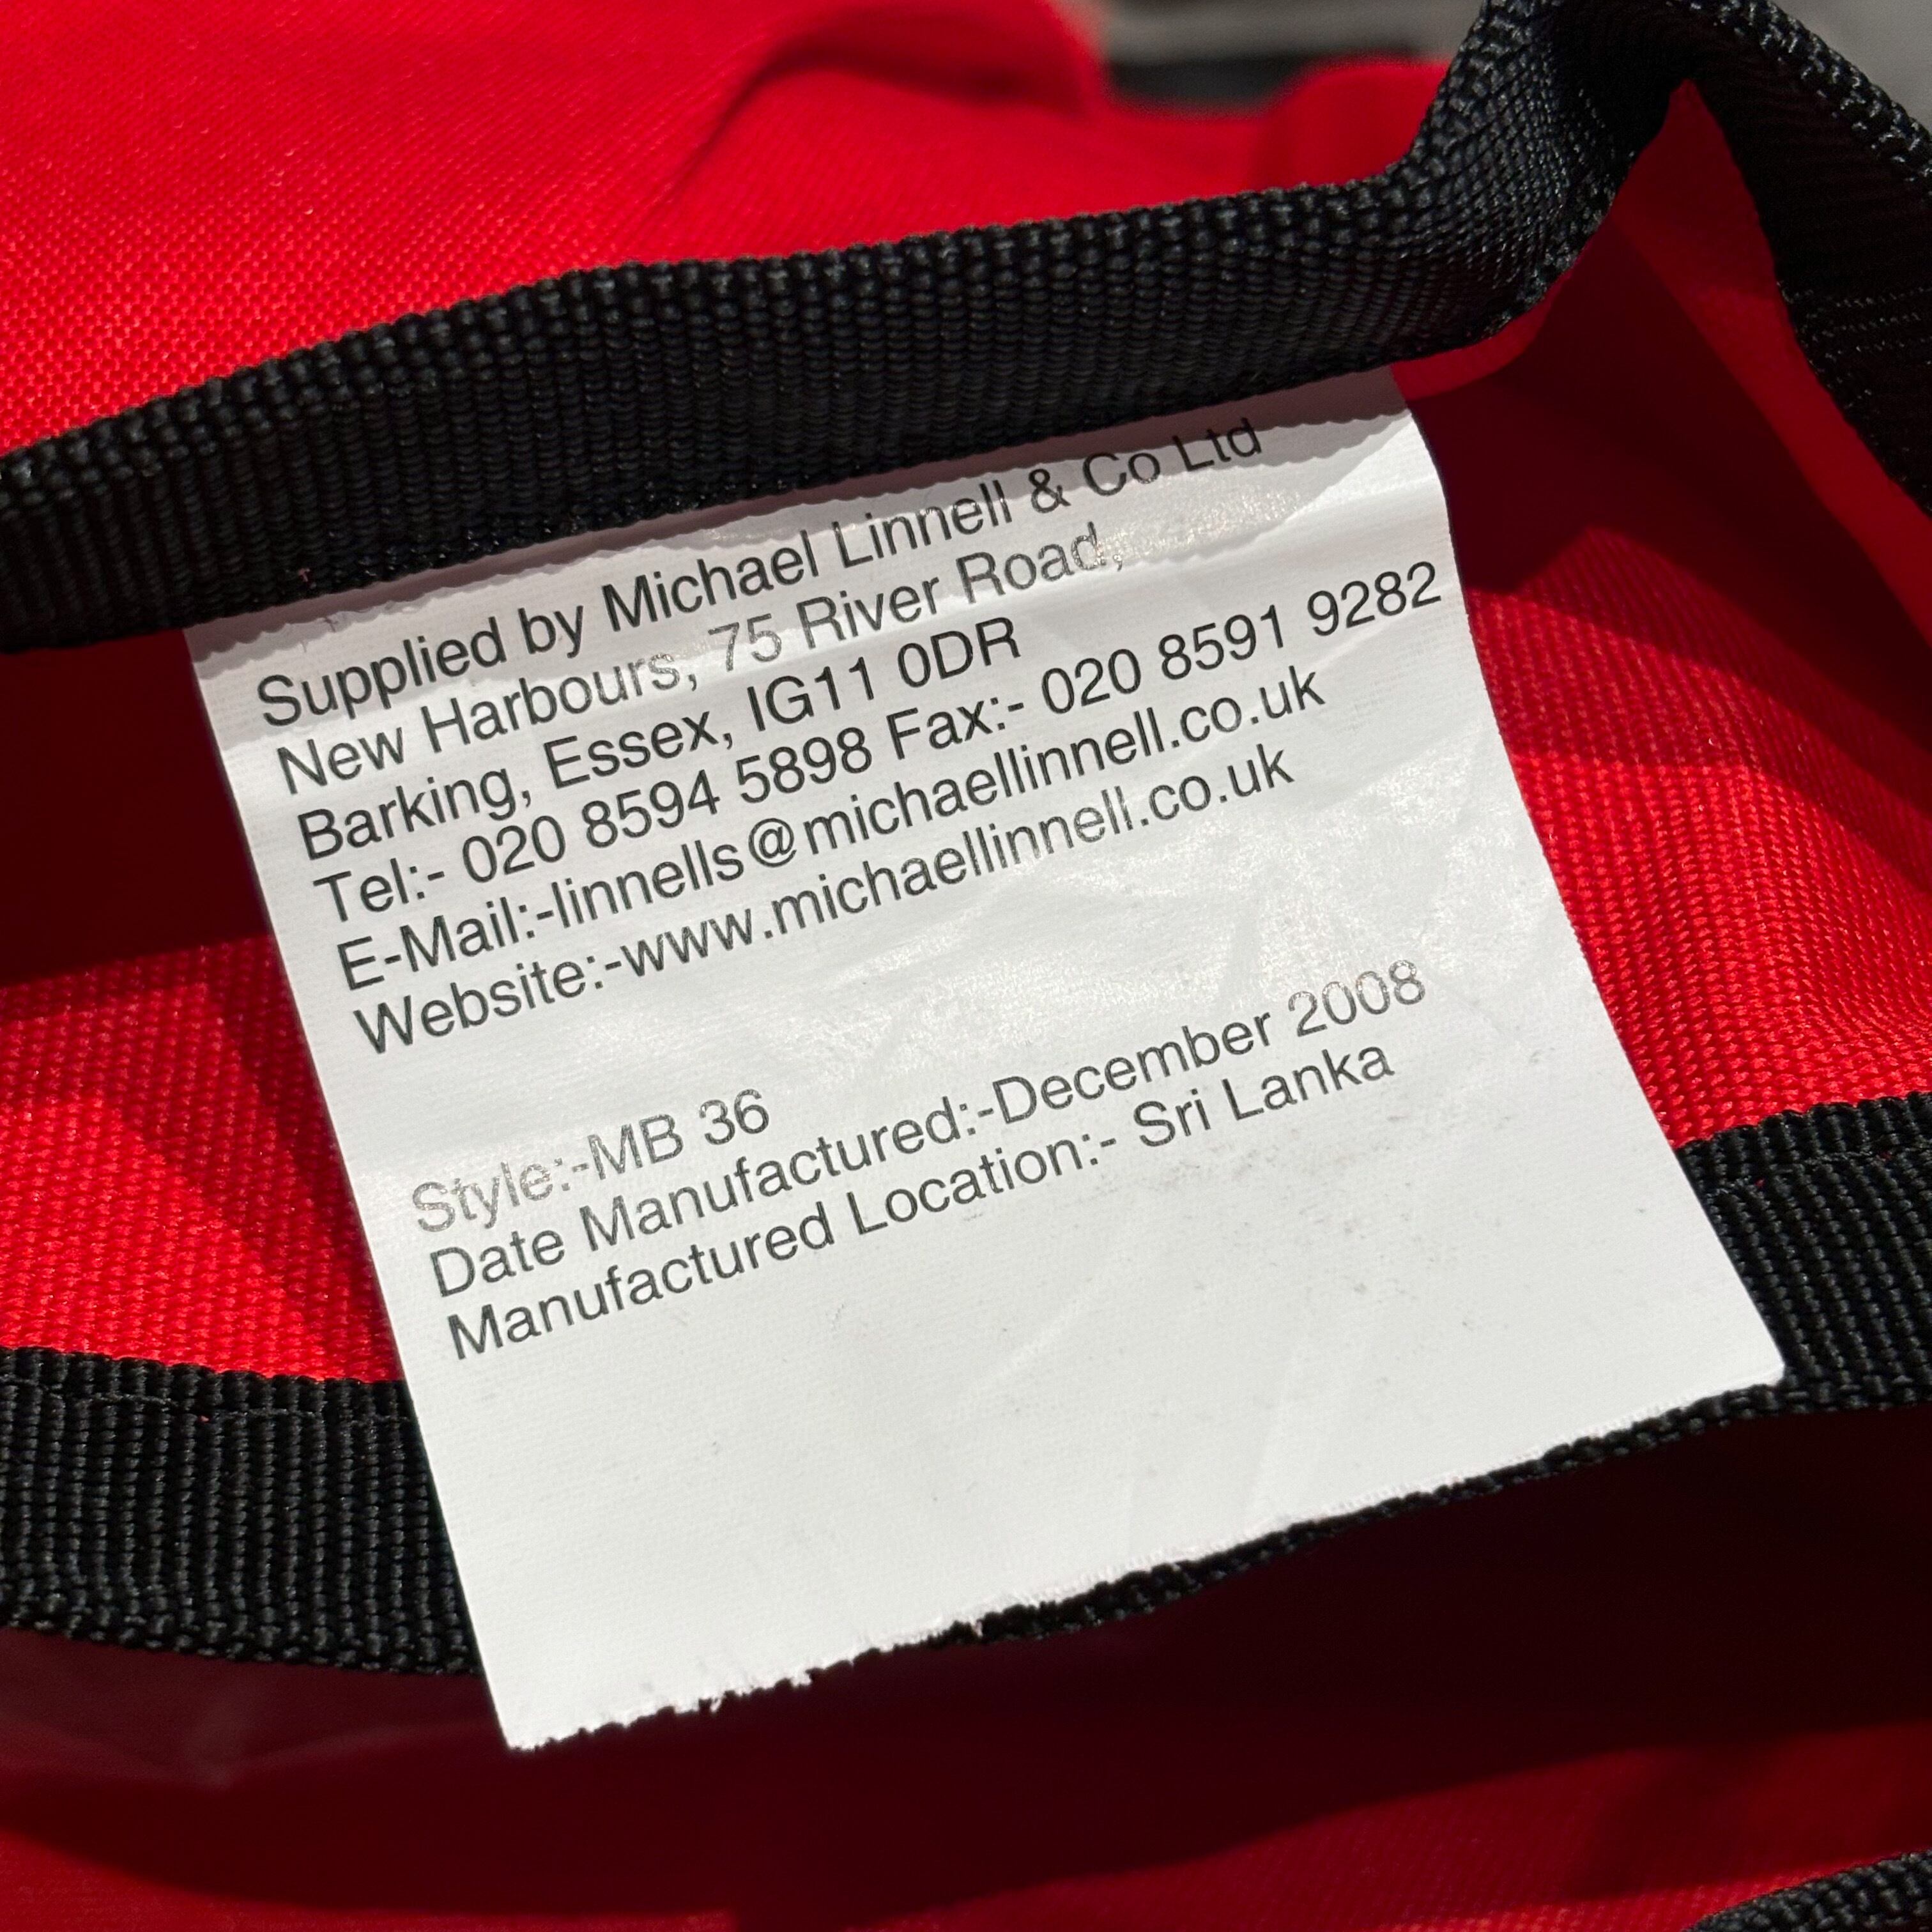 Supplied by Michael Linnell & Co Ltd
New Harbours, 75 River Road,
Barking, Essex, IG11 0DR
Tel:- 020 8594 5898 Fax:- 020 8591 9282
E-Mail:-linnells@michaellinnell.co.uk
Website:-www.michaellinnell.co.uk
Style:-MB 36
Date Manufactured:-December 2008
Manufactured Location:- Sri Lanka